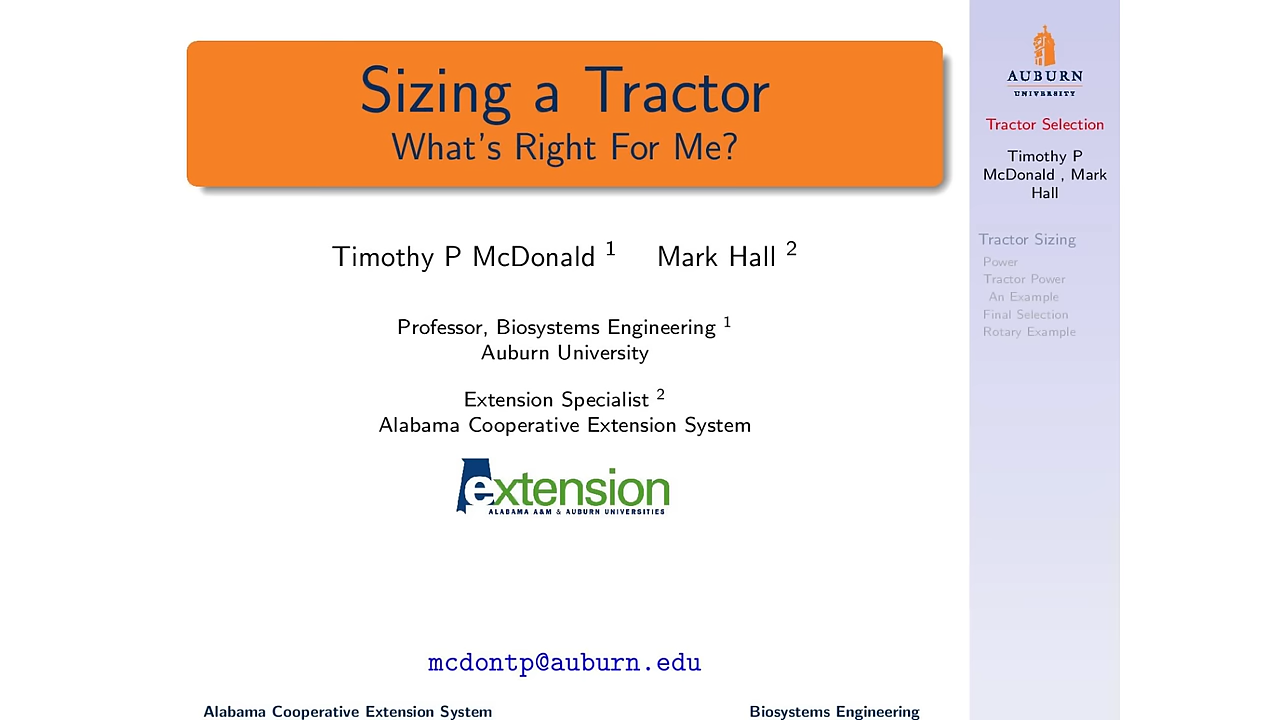 Sizing a Tractor
What's Right For Me?
Timothy P McDonald 1 Mark Hall 2
Professor, Biosystems Engineering 1
Auburn University
Extension Specialist 2
Alabama Cooperative Extension System
extension
ALABAMA A&M & AUBURN UNIVERSITIES
mcdontp@auburn.edu
Alabama Cooperative Extension System
Biosystems Engineering
AUBURN
UNIVERSITY
Tractor Selection
Timothy P
McDonald , Mark
Hall
Tractor Sizing
Power
Tractor Power
An Example
Final Selection
Rotary Example